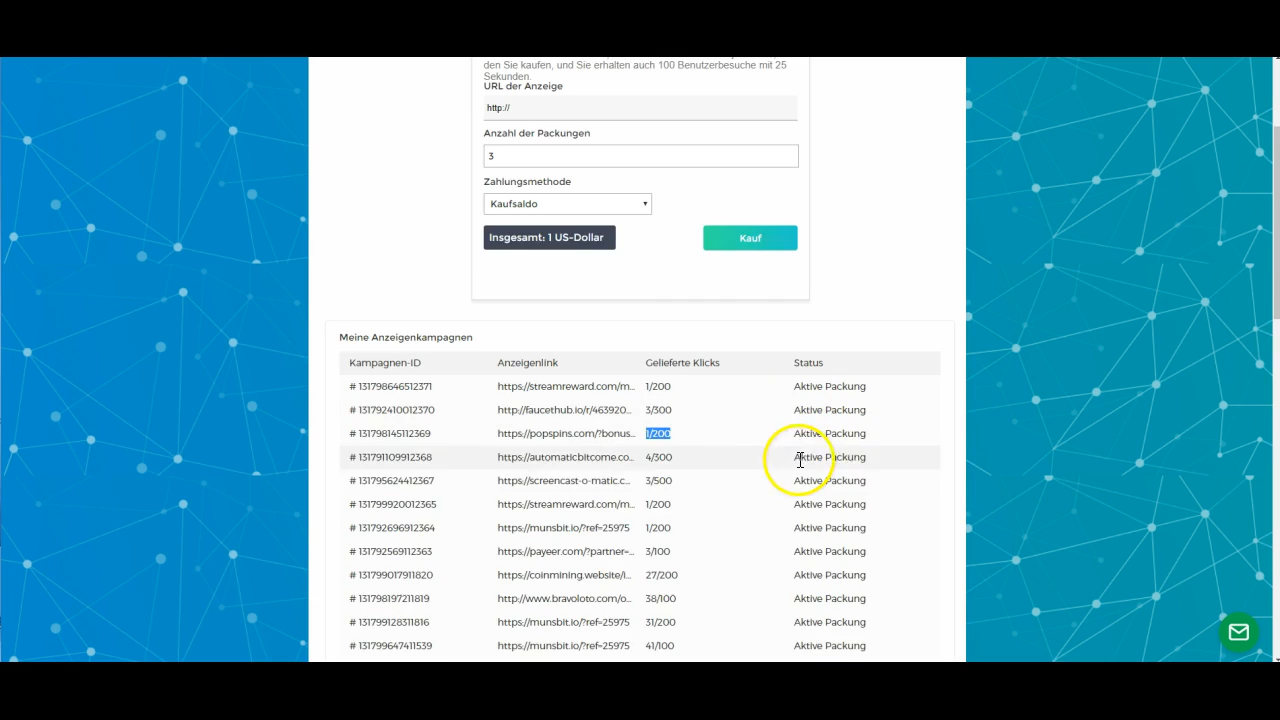 den Sie kaufen, und Sie erhalten auch 100 Benutzerbesuche mit 25
Sekunden.
URL der Anzeige
http://
Anzahl der Packungen
3
Zahlungsmethode
Kaufsaldo
Insgesamt: 1 US-Dollar
Kauf
Meine Anzeigenkampagnen
Kampagnen-ID Anzeigenlink Gelieferte Klicks Status
# 131798646512371 https://streamreward.com/m... 1/200 Aktive Packung
# 131792410012370 http://faucethub.io/r/463920... 3/300 Aktive Packung
# 131798145112369 https://popspins.com/?bonus... 1/200 Aktive Packung
# 131791109912368 https://automaticbitcome.co... 4/300 Aktive Packung
# 131795624412367 https://screencast-o-matic.c... 3/500 Aktive Packung
# 131799920012365 https://streamreward.com/m... 1/200 Aktive Packung
# 131792696912364 https://munsbit.io/?ref=25975 1/200 Aktive Packung
# 131792569112363 https://payeer.com/?partner=... 3/100 Aktive Packung
# 131799017911820 https://coinmining.website/i... 27/200 Aktive Packung
# 131798197211819 http://www.bravoloto.com/o... 38/100 Aktive Packung
# 131799128311816 https://munsbit.io/?ref=25975 31/200 Aktive Packung
# 131799647411539 https://munsbit.io/?ref=25975 41/100 Aktive Packung